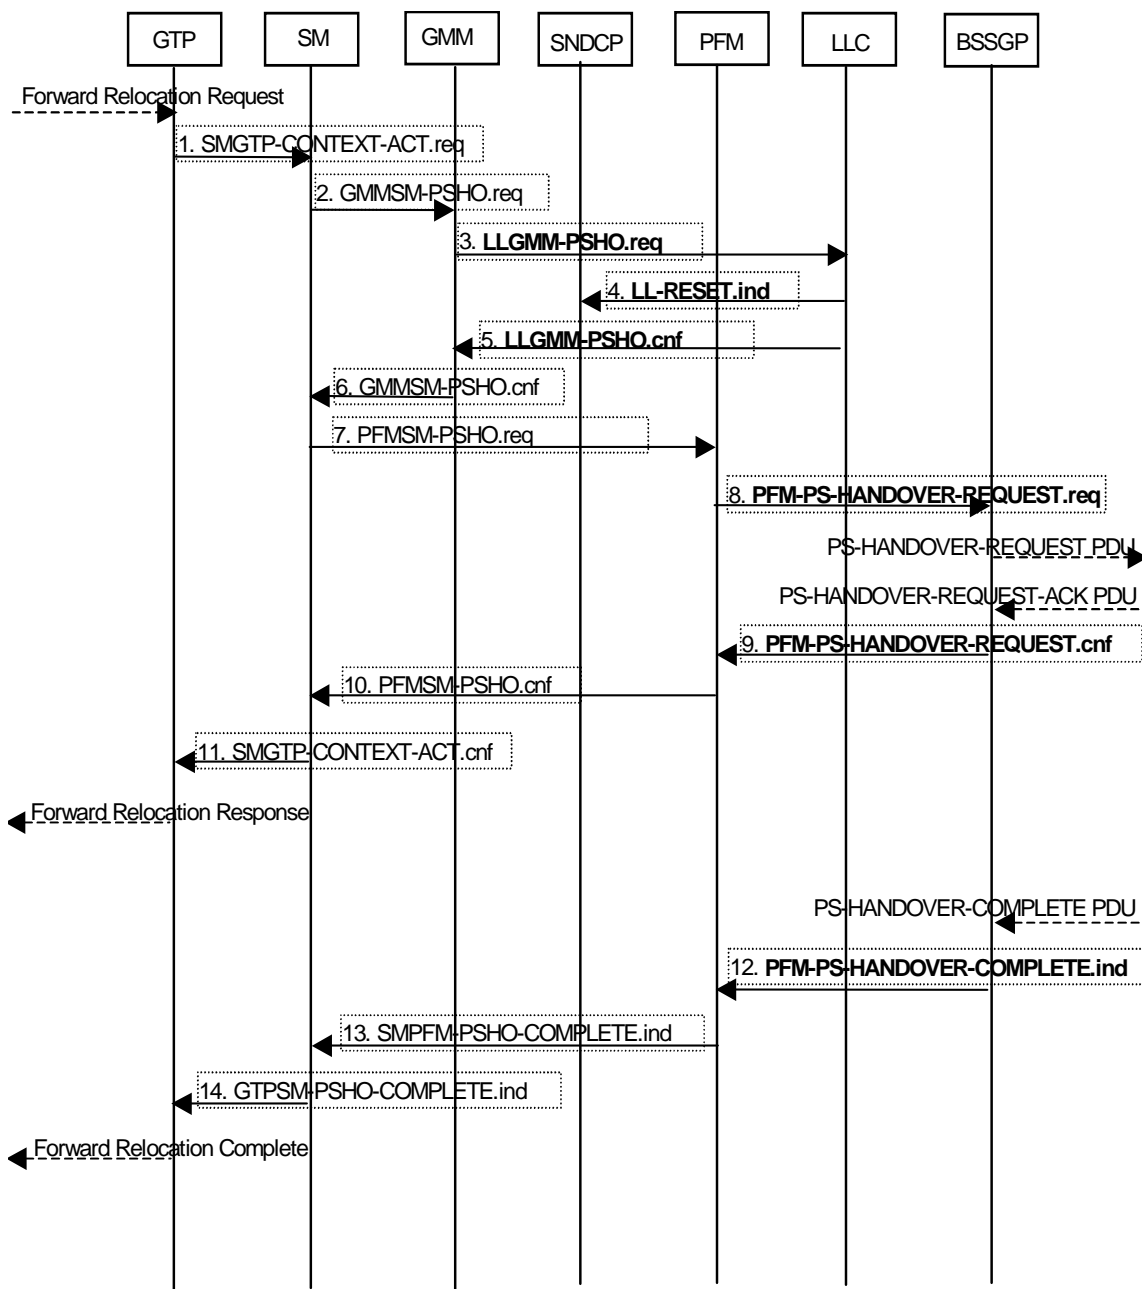 GTP SM GMM SNDCP PFM LLC BSSGP
Forward Relocation Request
1. SMGTP-CONTEXT-ACT.req
2. GMMSM-PSHO.req
3. LLGMM-PSHO.req
4. LL-RESET.ind
5. LLGMM-PSHO.cnf
6. GMMSM-PSHO.cnf
7. PFMSM-PSHO.req
8. PFM-PS-HANDOVER-REQUEST.req
PS-HANDOVER-REQUEST PDU
PS-HANDOVER-REQUEST-ACK PDU
9. PFM-PS-HANDOVER-REQUEST.cnf
10. PFMSM-PSHO.cnf
11. SMGTP-CONTEXT-ACT.cnf
Forward Relocation Response
PS-HANDOVER-COMPLETE PDU
12. PFM-PS-HANDOVER-COMPLETE.ind
13. SMPFM-PSHO-COMPLETE.ind
14. GTPSM-PSHO-COMPLETE.ind
Forward Relocation Complete